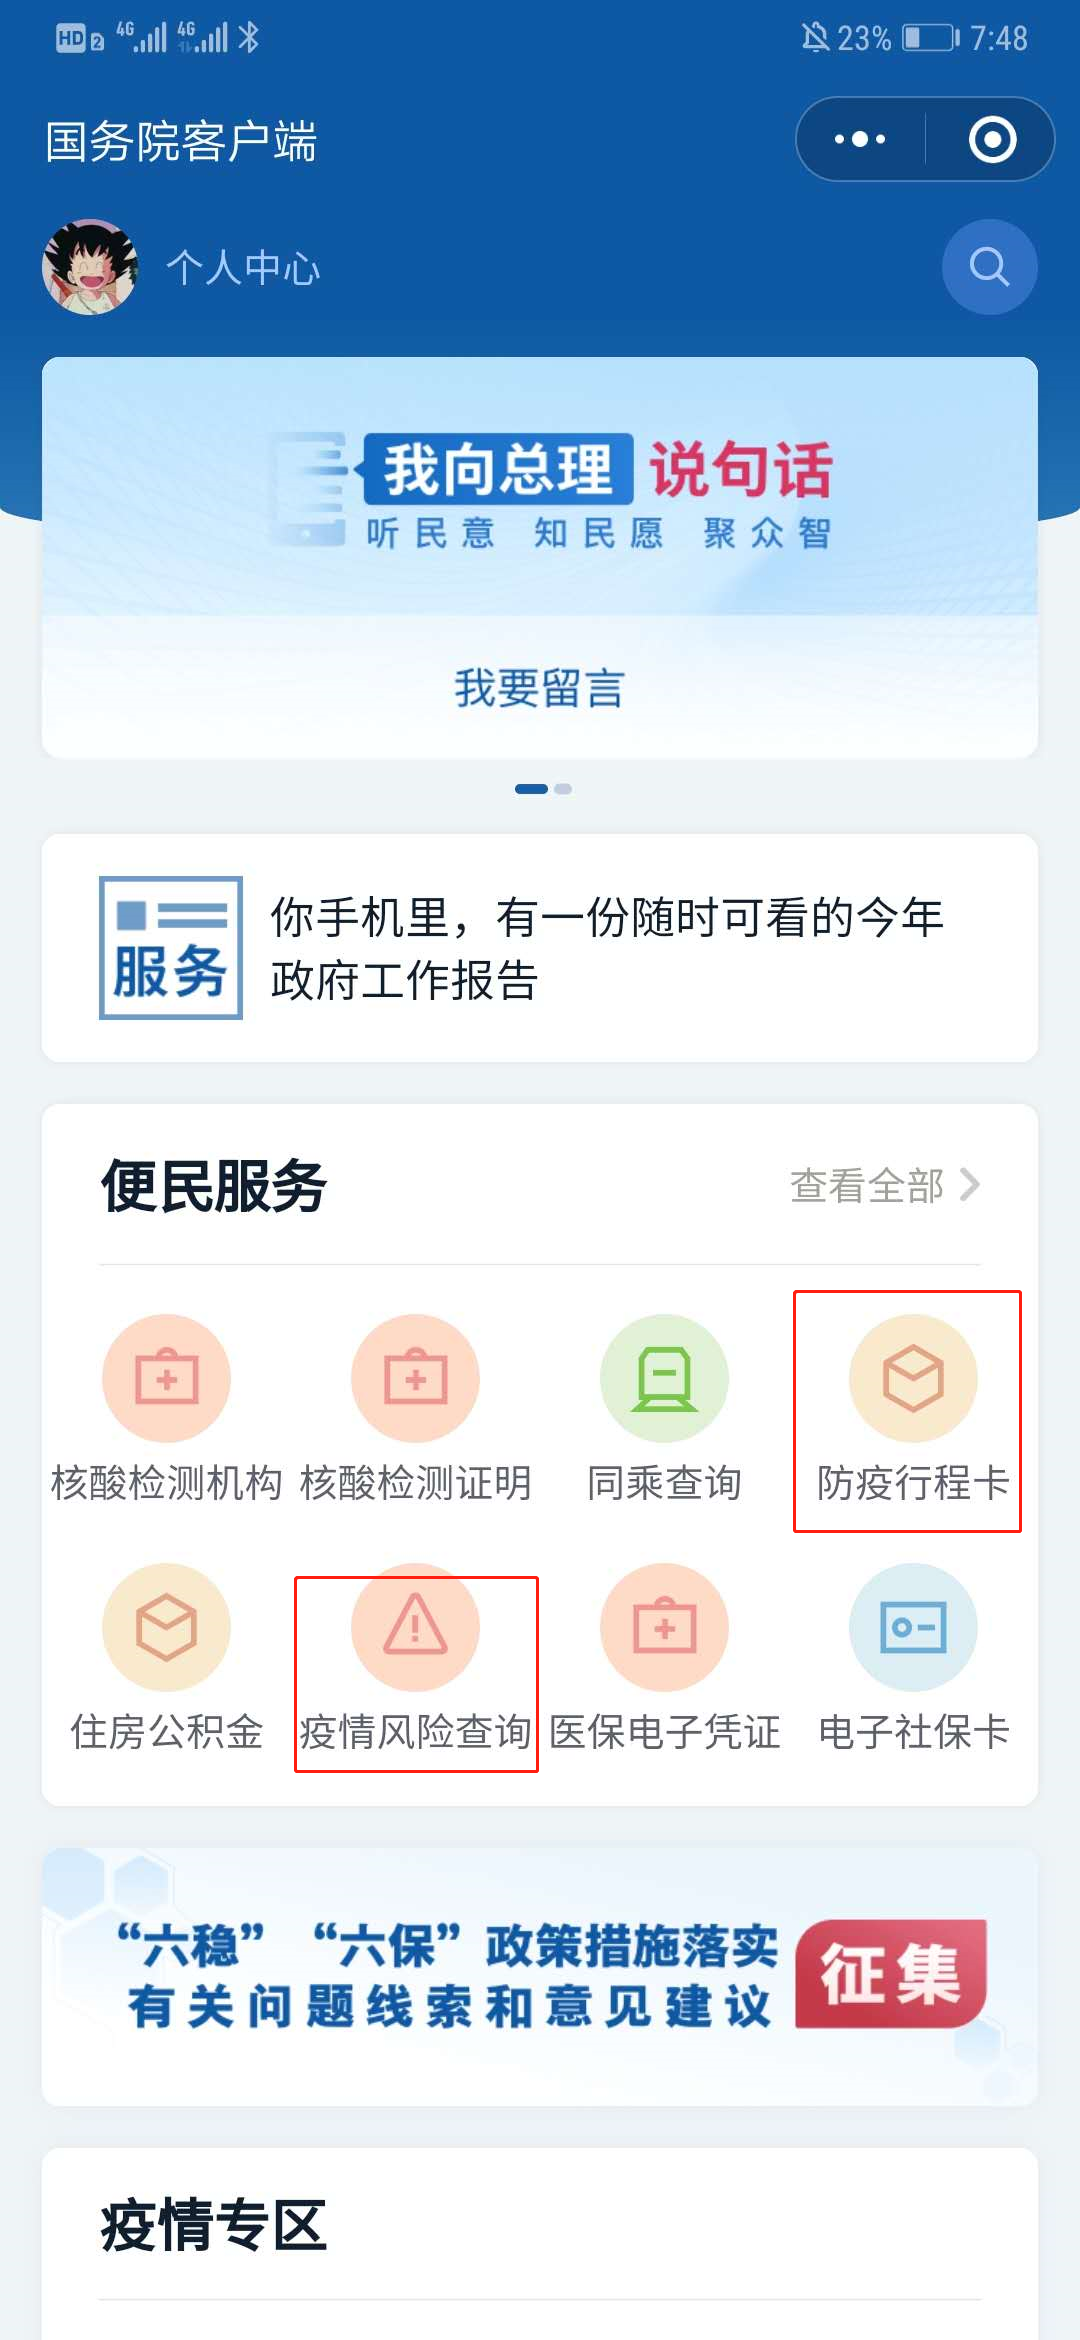 HD 2 4G 4G 23% 7:48
国务院客户端
个人中心
我向总理 说句话
听民意 知民愿 聚众智
我要留言
服务
你手机里，有一份随时可看的今年
政府工作报告
便民服务 查看全部
核酸检测机构 核酸检测证明 同乘查询 防疫行程卡
住房公积金 疫情风险查询 医保电子凭证 电子社保卡
“六稳”“六保”政策措施落实
有关问题线索和意见建议
征集
疫情专区